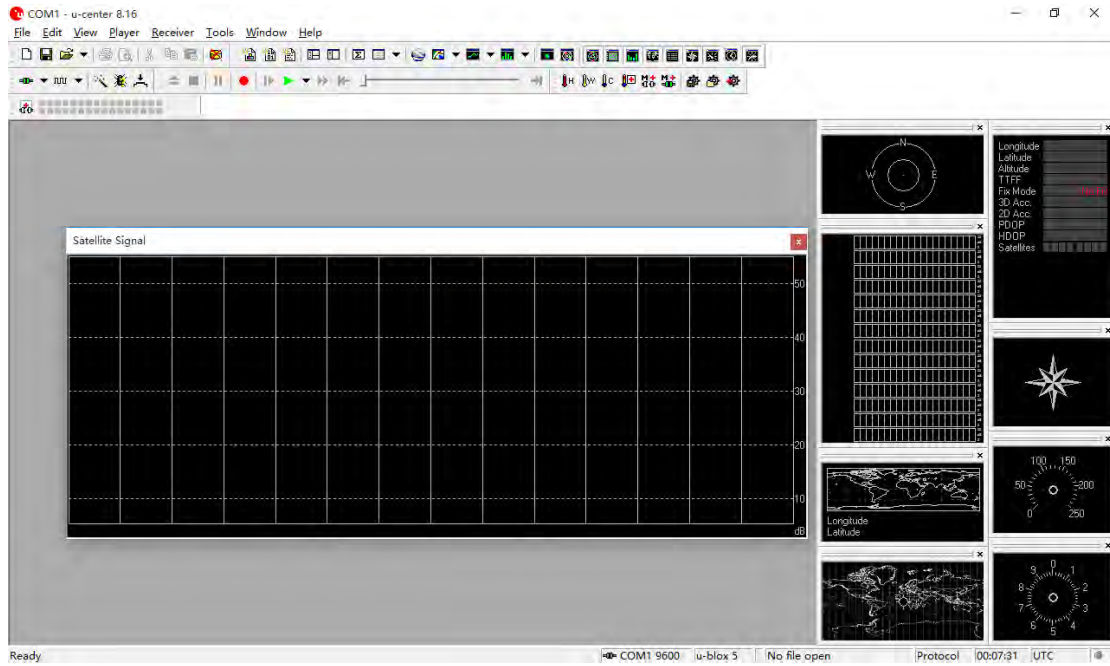 COM1 - u-center 8.16
File Edit View Player Receiver Tools Window Help
Satellite Signal
50
40
30
20
10
dB
N
W E
S
Longitude
Latitude
Altitude
TTFF
Fix Mode
3D Acc.
2D Acc.
PDOP
HDOP
Satellites
Longitude
Latitude
100 150
50 200
0 250
9 0 1
8 2
7 3
6 5 4
Ready COM1 9600 u-blox 5 No file open Protocol 00:07:31 UTC